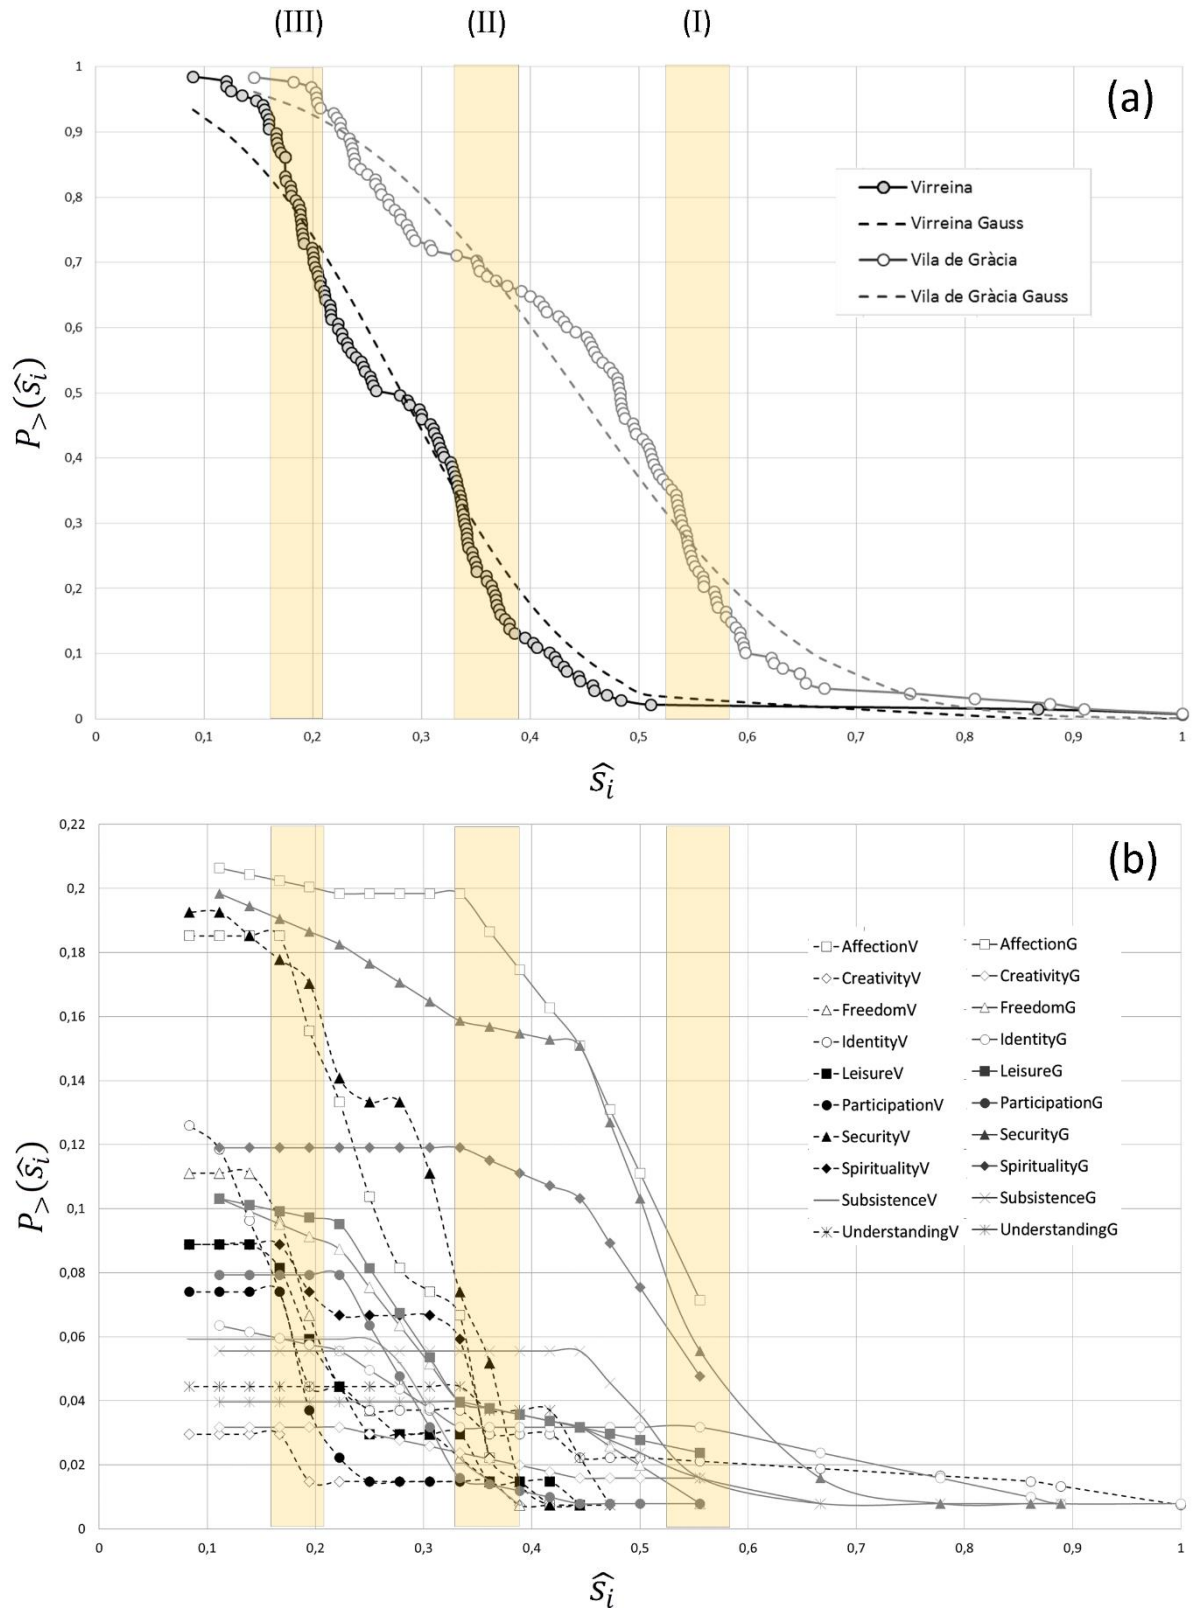 (III) (II) (I)
(a)
1
0,9
0,8
0,7
0,6
0,5
0,4
0,3
0,2
0,1
0
P>(ŝi)
Virreina
Virreina Gauss
Vila de Gràcia
Vila de Gràcia Gauss
0 0,1 0,2 0,3 0,4 0,5 0,6 0,7 0,8 0,9 1
ŝi
(b)
0,22
0,2
0,18
0,16
0,14
0,12
0,1
0,08
0,06
0,04
0,02
0
P>(ŝi)
AffectionV AffectionG
CreativityV CreativityG
FreedomV FreedomG
IdentityV IdentityG
LeisureV LeisureG
ParticipationV ParticipationG
SecurityV SecurityG
SpiritualityV SpiritualityG
SubsistenceV SubsistenceG
UnderstandingV UnderstandingG
0 0,1 0,2 0,3 0,4 0,5 0,6 0,7 0,8 0,9 1
ŝi